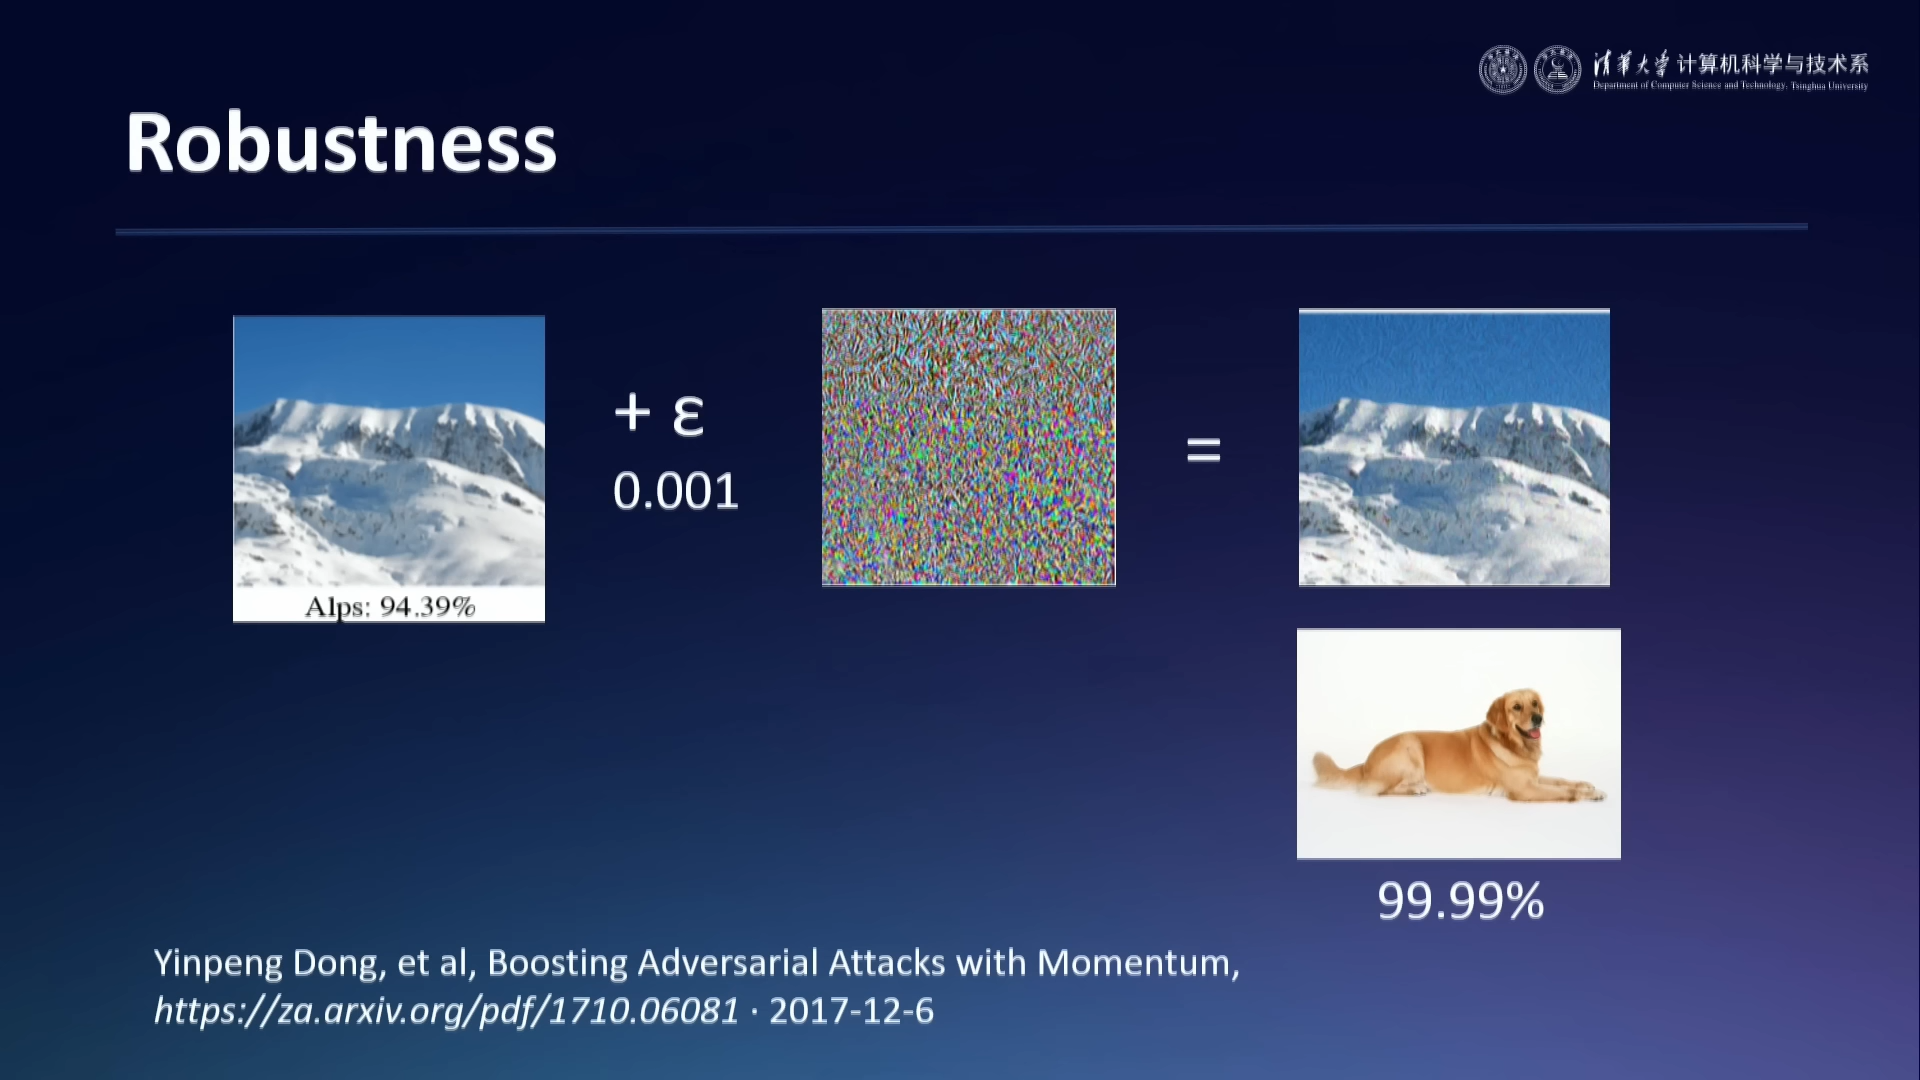 清华大学 计算机科学与技术系
Department of Computer Science and Technology, Tsinghua University
Robustness
+ ε
0.001
=
Alps: 94.39%
99.99%
Yinpeng Dong, et al, Boosting Adversarial Attacks with Momentum,
https://za.arxiv.org/pdf/1710.06081 · 2017-12-6